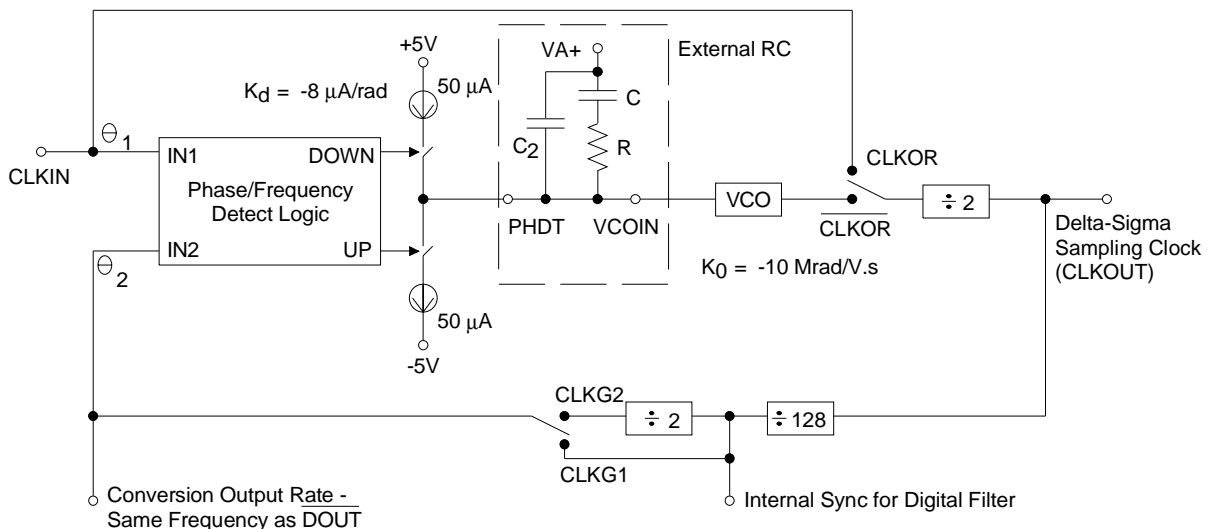 VA+
External RC
+5V
50 µA
Kd = -8 µA/rad
C
C2
R
θ1
CLKIN
IN1
DOWN
Phase/Frequency
Detect Logic
IN2
UP
θ2
PHDT
VCOIN
VCO
CLKOR
CLKOR
÷ 2
K0 = -10 Mrad/V.s
Delta-Sigma
Sampling Clock
(CLKOUT)
50 µA
-5V
CLKG2
÷ 2
÷ 128
CLKG1
Conversion Output Rate -
Same Frequency as DOUT
Internal Sync for Digital Filter